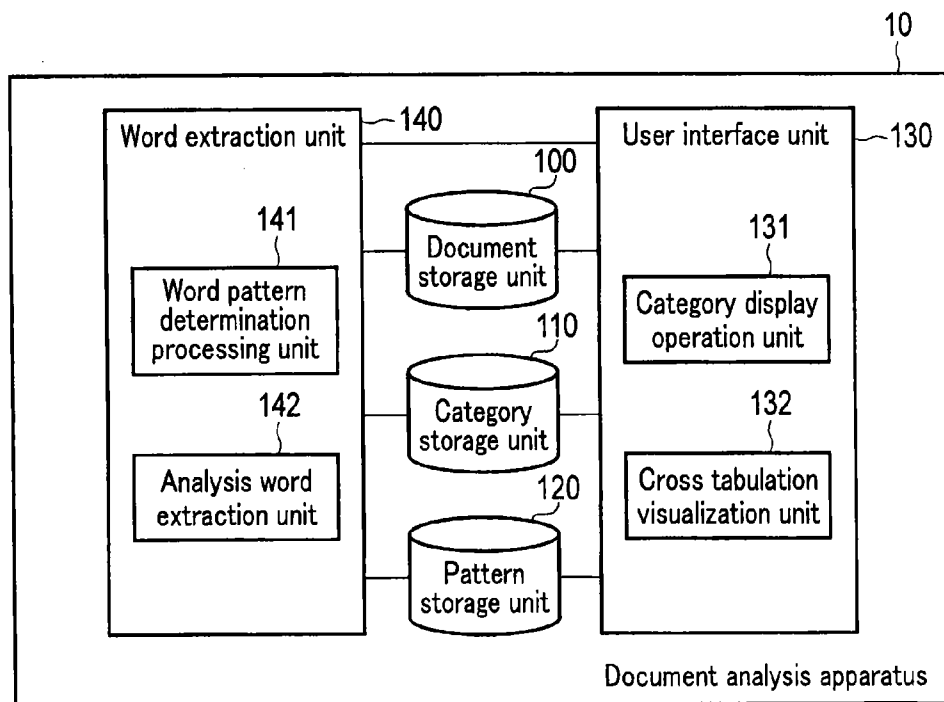 10
Word extraction unit
140
User interface unit
130
100
Document
storage unit
141
Word pattern
determination
processing unit
131
Category display
operation unit
110
Category
storage unit
142
Analysis word
extraction unit
132
Cross tabulation
visualization unit
120
Pattern
storage unit
Document analysis apparatus